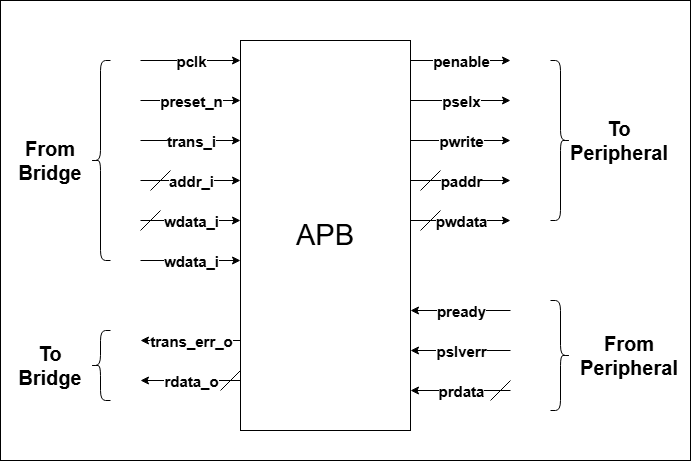 pclk
preset_n
trans_i
addr_i
wdata_i
wdata_i
From
Bridge
trans_err_o
rdata_o
To
Bridge
APB
penable
pselx
pwrite
paddr
pwdata
To
Peripheral
pready
pslverr
prdata
From
Peripheral